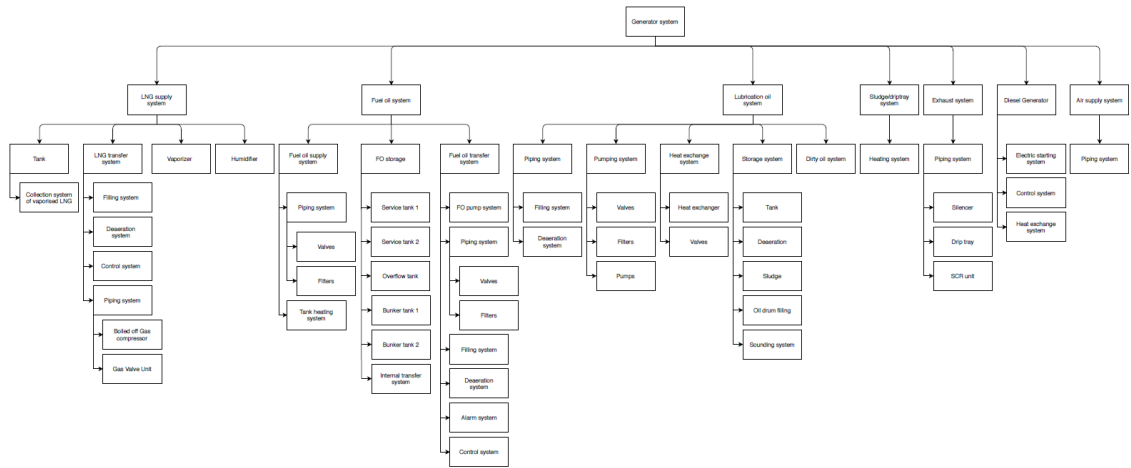 Generator system
LNG supply
system
Fuel oil system
Lubrication oil
system
Sludge/driptray
system
Exhaust system
Diesel Generator
Air supply system
Tank
LNG transfer
system
Vaporizer
Humidifier
Fuel oil supply
system
FO storage
Fuel oil transfer
system
Piping system
Pumping system
Heat exchange
system
Storage system
Dirty oil system
Heating system
Piping system
Electric starting
system
Piping system
Collection system
of vaporised LNG
Filling system
Deaeration
system
Control system
Piping system
Boiled off Gas
compressor
Gas Valve Unit
Piping system
Valves
Filters
Tank heating
system
Service tank 1
Service tank 2
Overflow tank
Bunker tank 1
Bunker tank 2
Internal transfer
system
FO pump system
Piping system
Valves
Filters
Filling system
Deaeration
system
Alarm system
Control system
Filling system
Deaeration
system
Valves
Filters
Pumps
Heat exchanger
Valves
Tank
Deaeration
Sludge
Oil drum filling
Sounding system
Silencer
Drip tray
SCR unit
Control system
Heat exchange
system